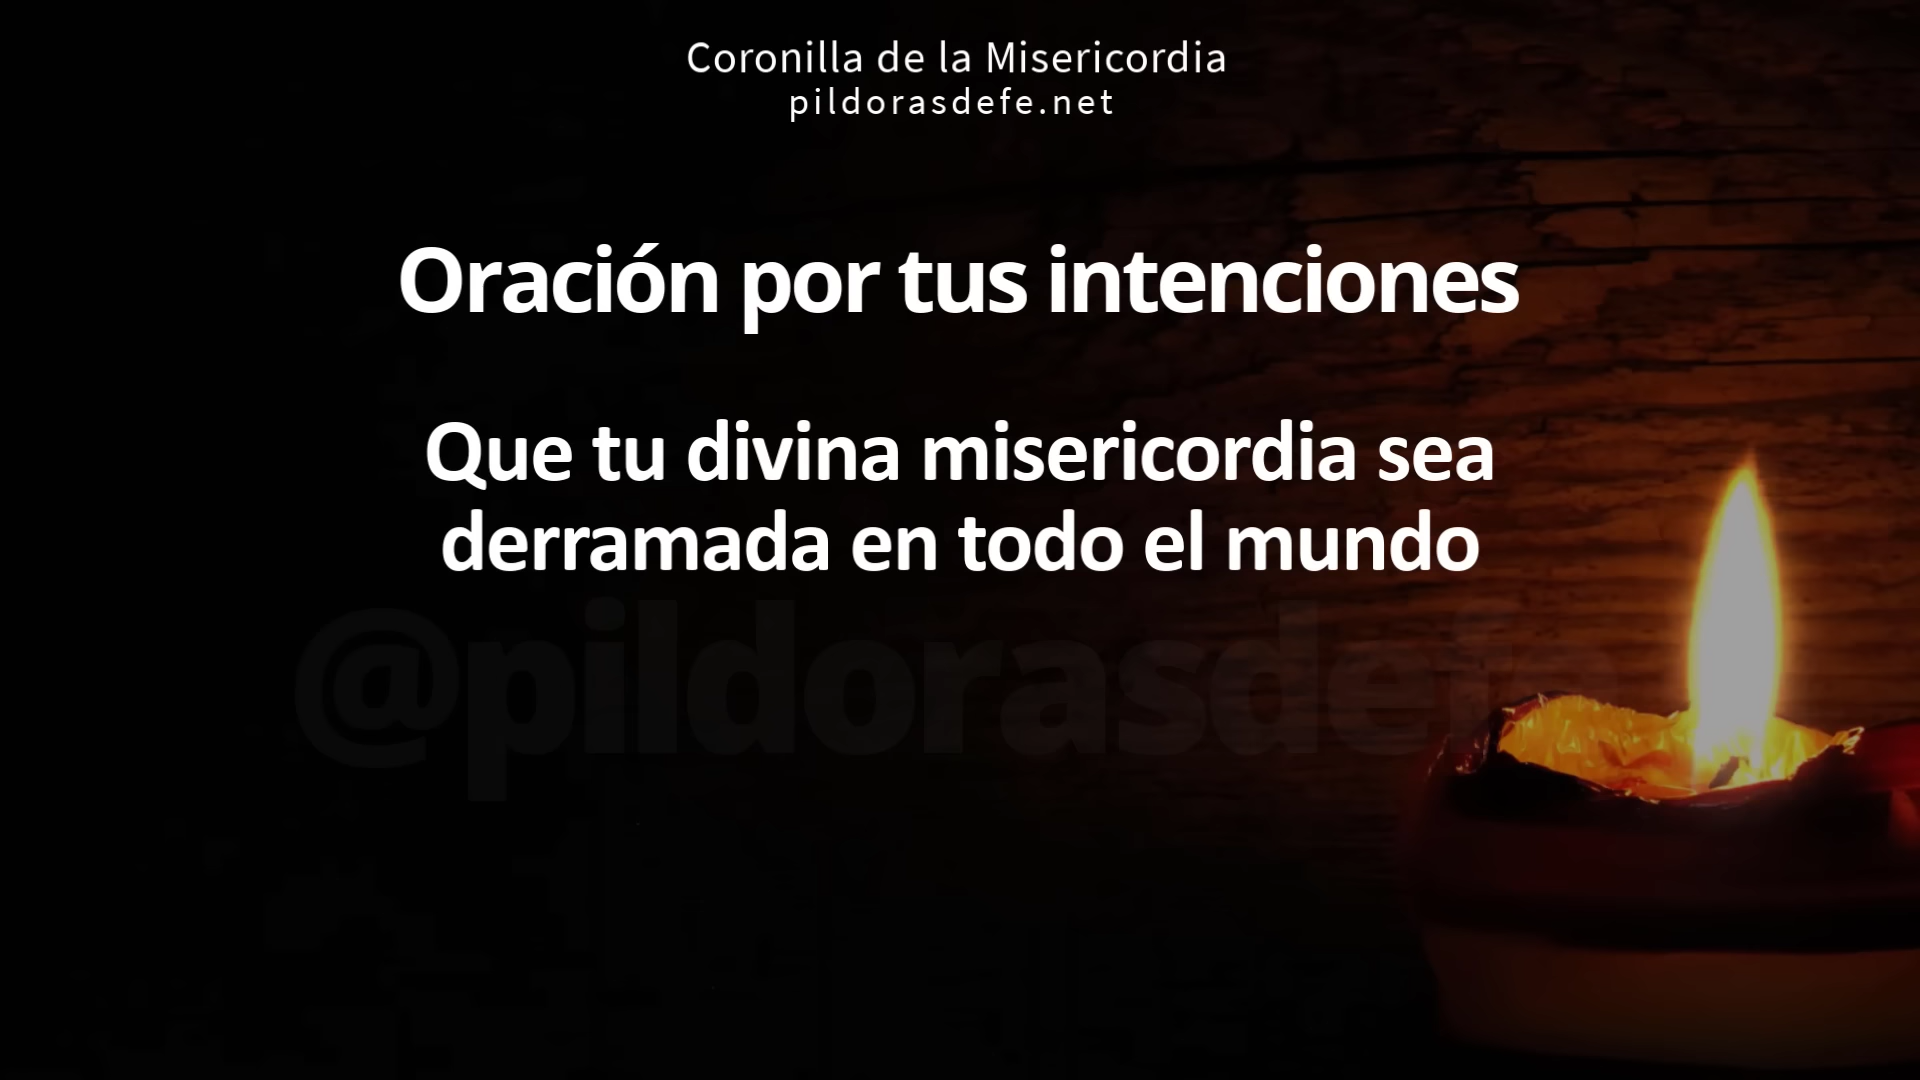 Coronilla de la Misericordia
pildorasdefe.net
Oración por tus intenciones
Que tu divina misericordia sea
derramada en todo el mundo
@pildorasdefe